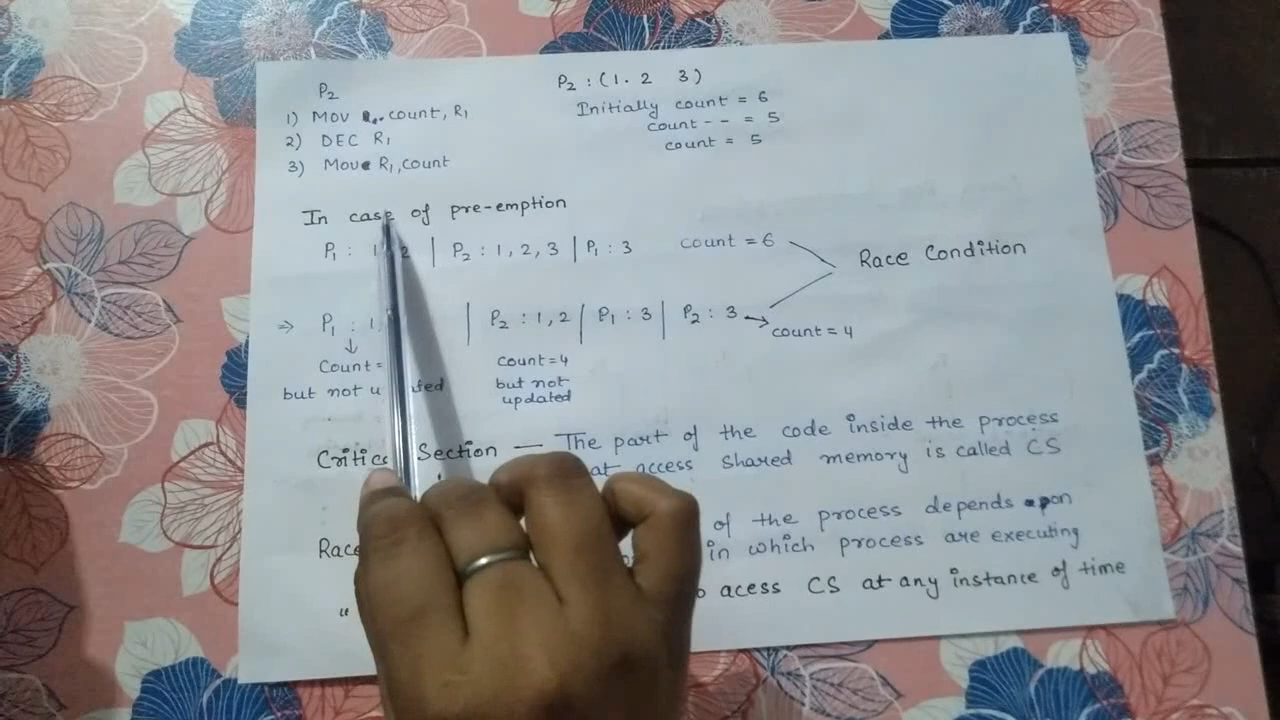 P2
1) MOV count, R1
2) DEC R1
3) Move R1, count
P2 : (1. 2 3)
Initially count = 6
count -- = 5
count = 5
In case of pre-emption
P1 : 1, 2 | P2 : 1, 2, 3 | P1 : 3 count = 6
Race Condition
⇒ P1 : 1, | P2 : 1, 2 | P1 : 3 | P2 : 3 → count = 4
↓
Count = count = 4
but not but not
updated
Section — The part of the code inside the process
access shared memory is called CS
Race of the process depends upon
in which process are executing
acess CS at any instance of time